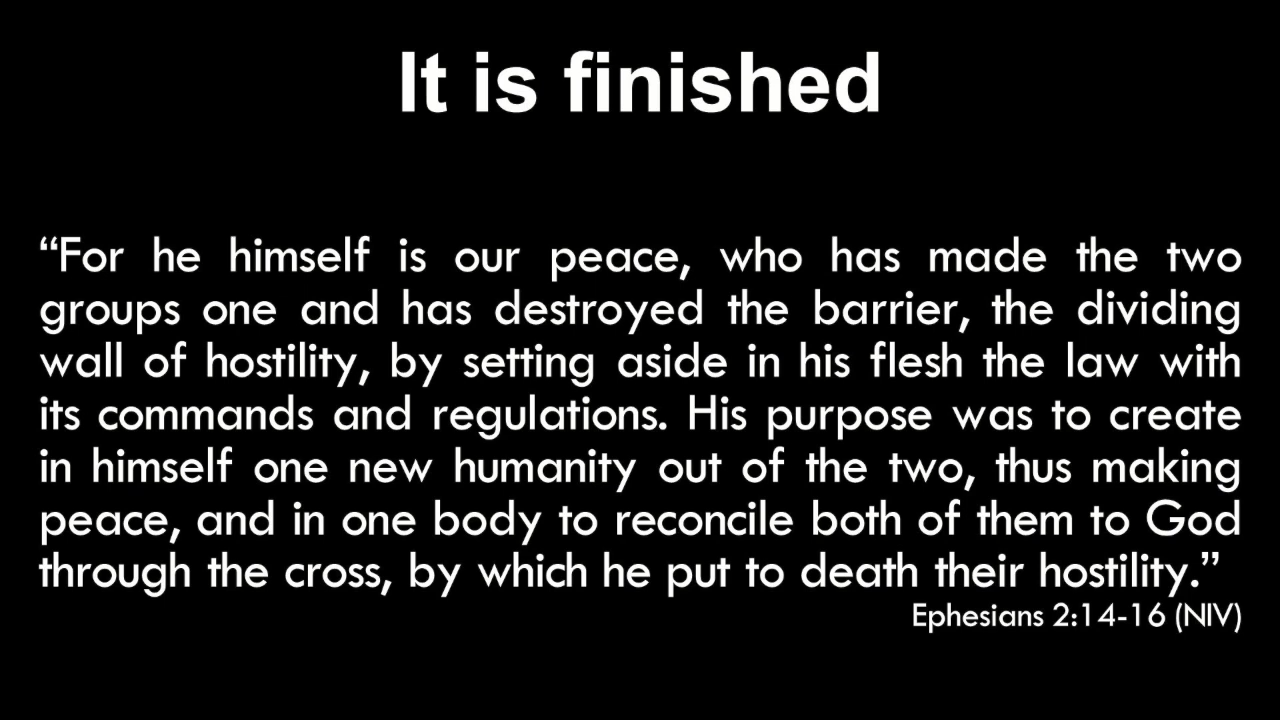 It is finished
“For he himself is our peace, who has made the two
groups one and has destroyed the barrier, the dividing
wall of hostility, by setting aside in his flesh the law with
its commands and regulations. His purpose was to create
in himself one new humanity out of the two, thus making
peace, and in one body to reconcile both of them to God
through the cross, by which he put to death their hostility.”
Ephesians 2:14-16 (NIV)